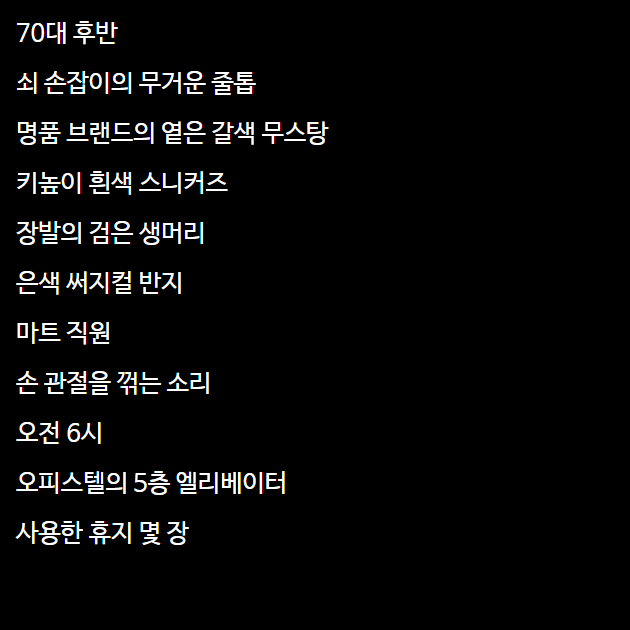 70대 후반
쇠 손잡이의 무거운 줄톱
명품 브랜드의 옅은 갈색 무스탕
키높이 흰색 스니커즈
장발의 검은 생머리
은색 써지컬 반지
마트 직원
손 관절을 꺾는 소리
오전 6시
오피스텔의 5층 엘리베이터
사용한 휴지 몇 장